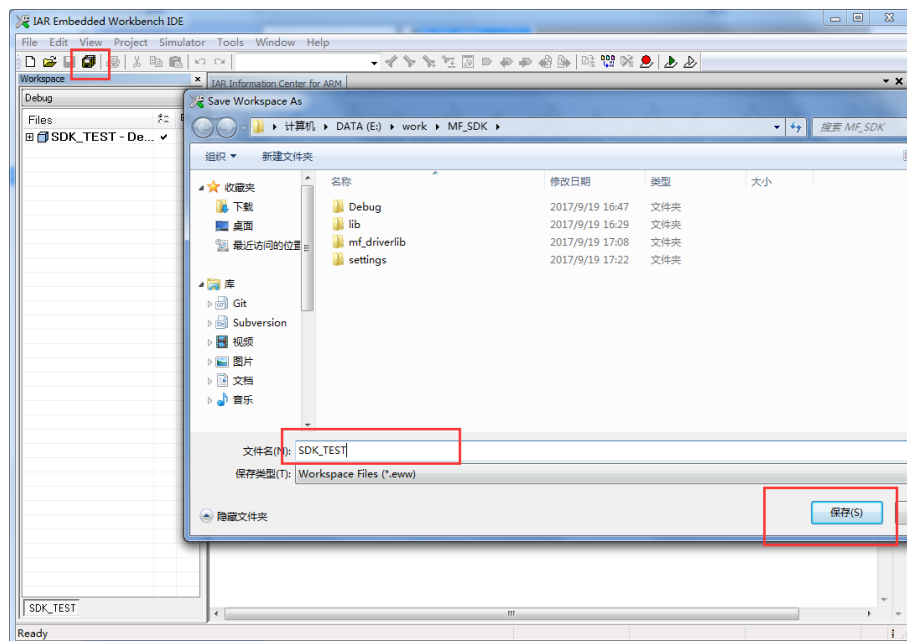 IAR Embedded Workbench IDE
File Edit View Project Simulator Tools Window Help
Workspace
IAR Information Center for ARM
Debug
Save Workspace As
Files
计算机 DATA (E:) work MF_SDK
搜索 MF_SDK
SDK_TEST - De...
组织 新建文件夹
收藏夹
名称 修改日期 类型 大小
下载
Debug 2017/9/19 16:47 文件夹
桌面
lib 2017/9/19 16:29 文件夹
最近访问的位置
mf_driverlib 2017/9/19 17:08 文件夹
settings 2017/9/19 17:22 文件夹
库
Git
Subversion
视频
图片
文档
音乐
文件名(N): SDK_TEST
保存类型(T): Workspace Files (*.eww)
隐藏文件夹
保存(S)
SDK_TEST
Ready